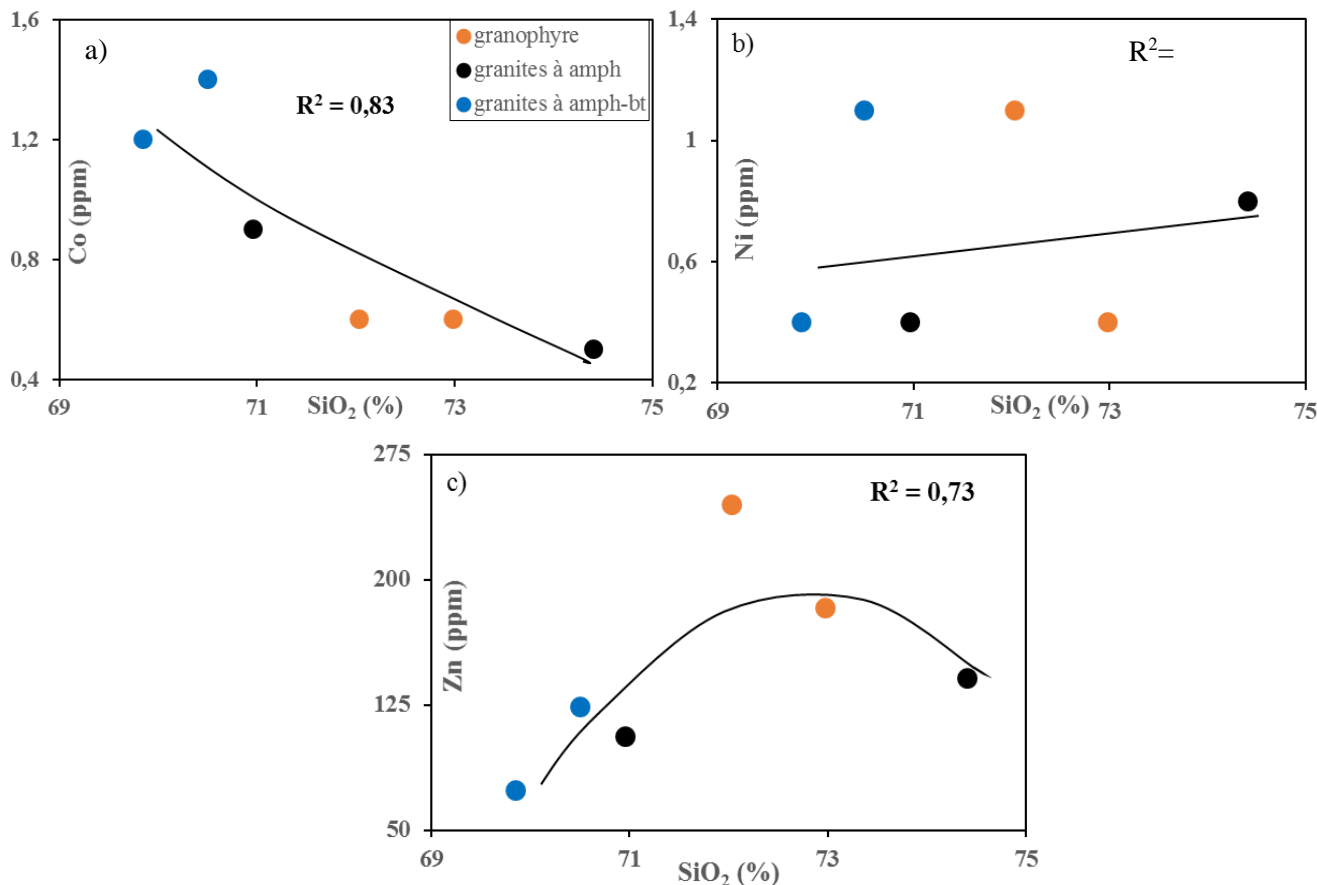 a)
granophyre
granites à amph
granites à amph-bt
R² = 0,83
1,6
1,2
0,8
0,4
Co (ppm)
69
71
73
75
SiO₂ (%)
b)
R²=
1,4
1
0,6
0,2
Ni (ppm)
69
71
73
75
SiO₂ (%)
c)
R² = 0,73
275
200
125
50
Zn (ppm)
69
71
73
75
SiO₂ (%)